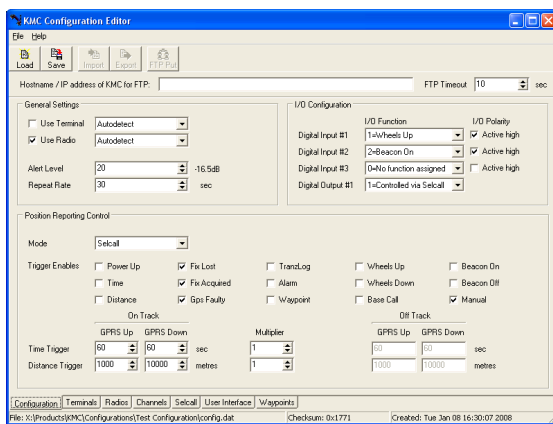 KMC Configuration Editor
File Help
Load Save Import Export FTP Put
Hostname / IP address of KMC for FTP: FTP Timeout 10 sec
General Settings
Use Terminal Autodetect
Use Radio Autodetect
Alert Level 20 -16.5dB
Repeat Rate 30 sec
I/O Configuration
I/O Function I/O Polarity
Digital Input #1 1=Wheels Up Active high
Digital Input #2 2=Beacon On Active high
Digital Input #3 0=No function assigned Active high
Digital Output #1 1=Controlled via Selcall
Position Reporting Control
Mode Selcall
Trigger Enables Power Up Fix Lost TranzLog Wheels Up Beacon On
Time Fix Acquired Alarm Wheels Down Beacon Off
Distance Gps Faulty Waypoint Base Call Manual
On Track Off Track
GPRS Up GPRS Down Multiplier GPRS Up GPRS Down
Time Trigger 60 60 sec 1 60 60 sec
Distance Trigger 1000 10000 metres 1 1000 10000 metres
Configuration Terminals Radios Channels Selcall User Interface Waypoints
File: X:\Products\KMC\Configurations\Test Configuration\config.dat Checksum: 0x1771 Created: Tue Jan 08 16:30:07 2008